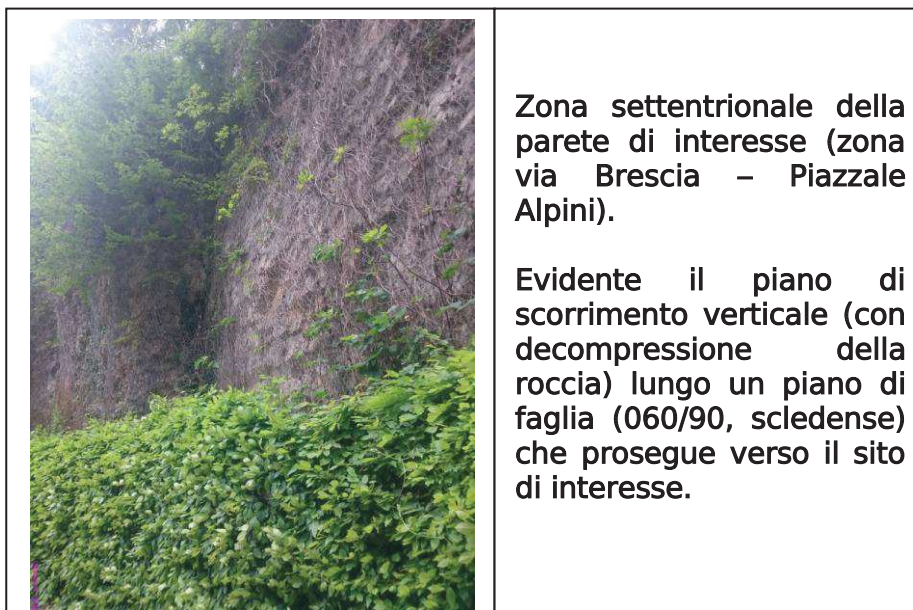 Zona settentrionale della
parete di interesse (zona
via Brescia – Piazzale
Alpini).
Evidente il piano di
scorrimento verticale (con
decompressione della
roccia) lungo un piano di
faglia (060/90, scledense)
che prosegue verso il sito
di interesse.